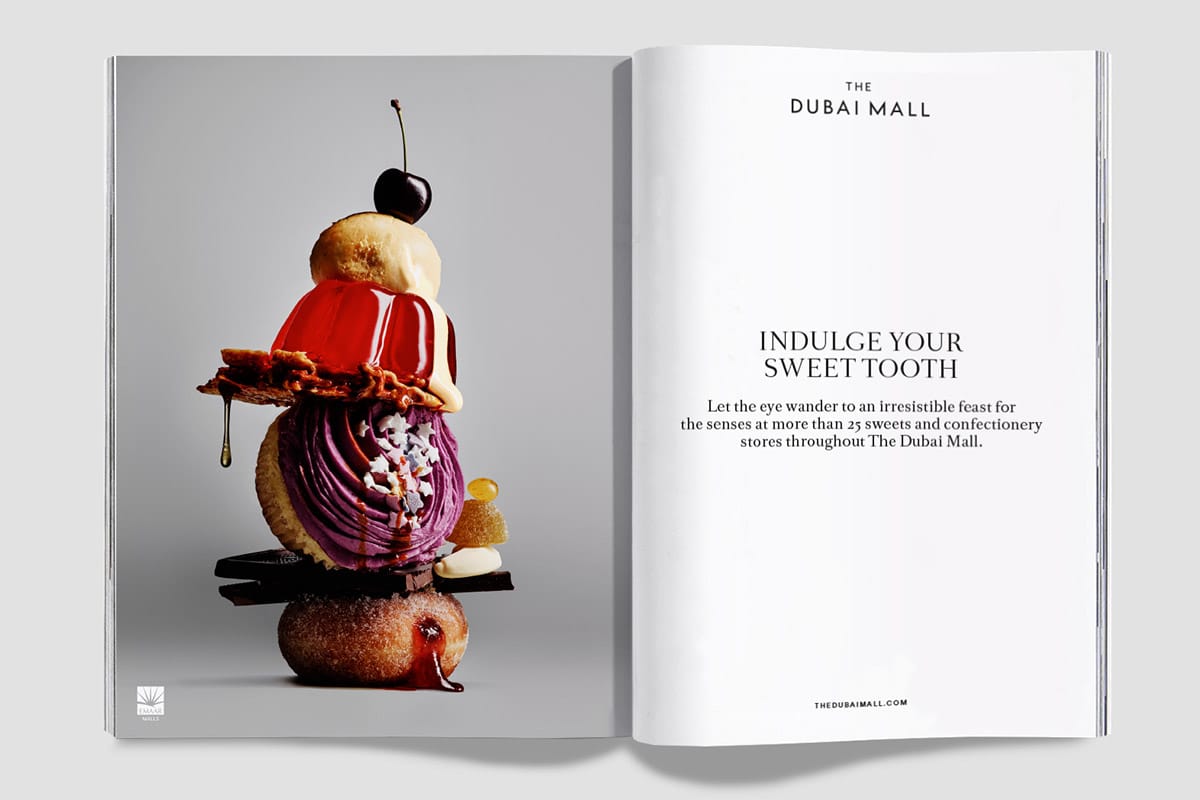 EMAAR
MALLS
THE
DUBAI MALL
INDULGE YOUR
SWEET TOOTH
Let the eye wander to an irresistible feast for
the senses at more than 25 sweets and confectionery
stores throughout The Dubai Mall.
THEDUBAIMALL.COM